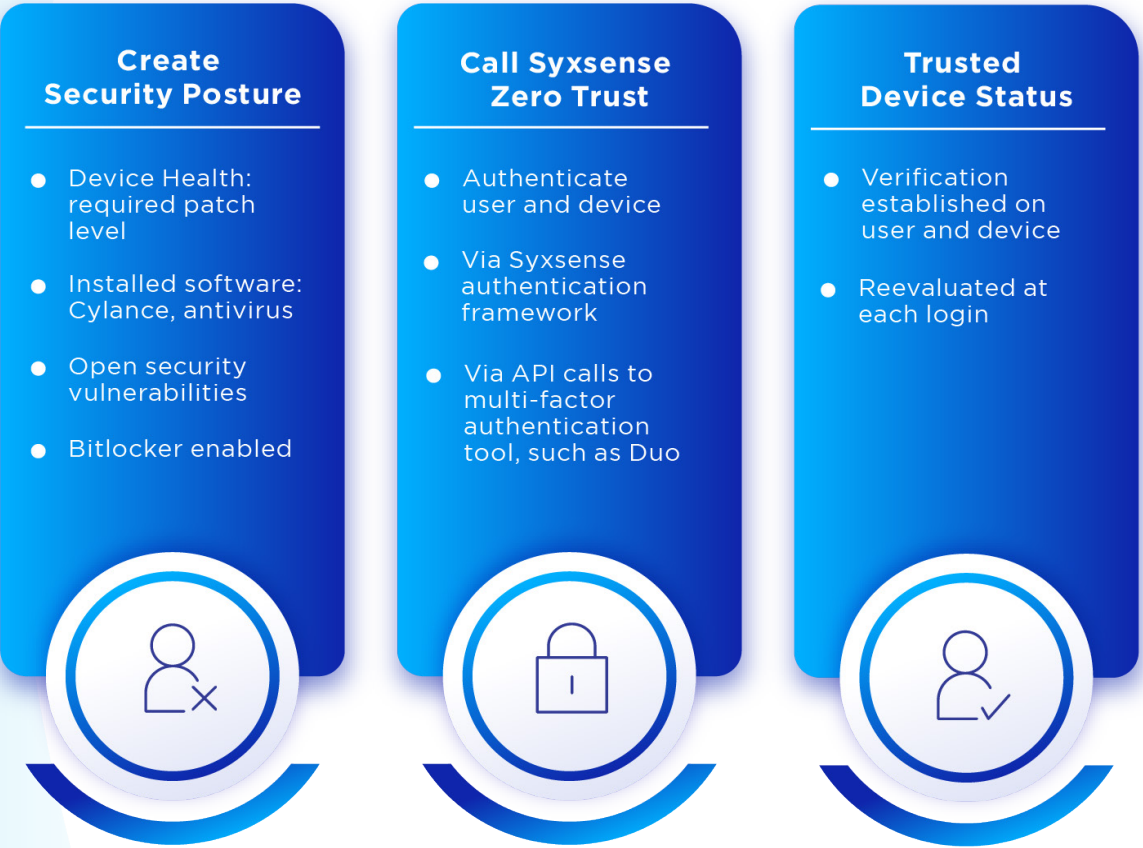 Create
Security Posture
Device Health:
required patch
level
Installed software:
Cylance, antivirus
Open security
vulnerabilities
Bitlocker enabled
Call Syxsense
Zero Trust
Authenticate
user and device
Via Syxsense
authentication
framework
Via API calls to
multi-factor
authentication
tool, such as Duo
Trusted
Device Status
Verification
established on
user and device
Reevaluated at
each login